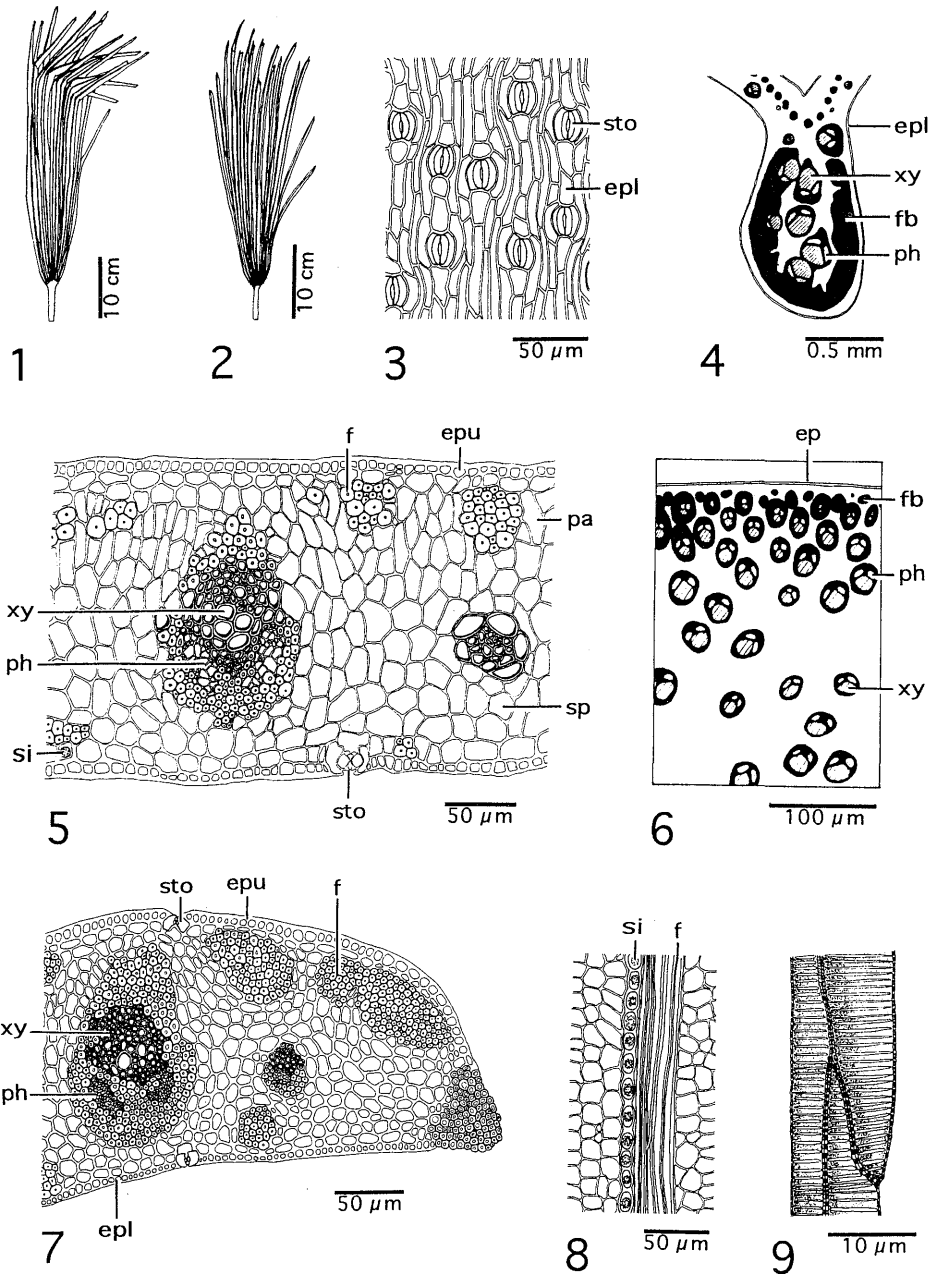 10 cm
1
10 cm
2
sto
epl
50 μm
3
epl
xy
fb
ph
0.5 mm
4
f
epu
pa
xy
ph
sp
si
sto
50 μm
5
ep
fb
ph
xy
100 μm
6
sto
epu
f
xy
ph
epl
50 μm
7
si
f
50 μm
8
10 μm
9